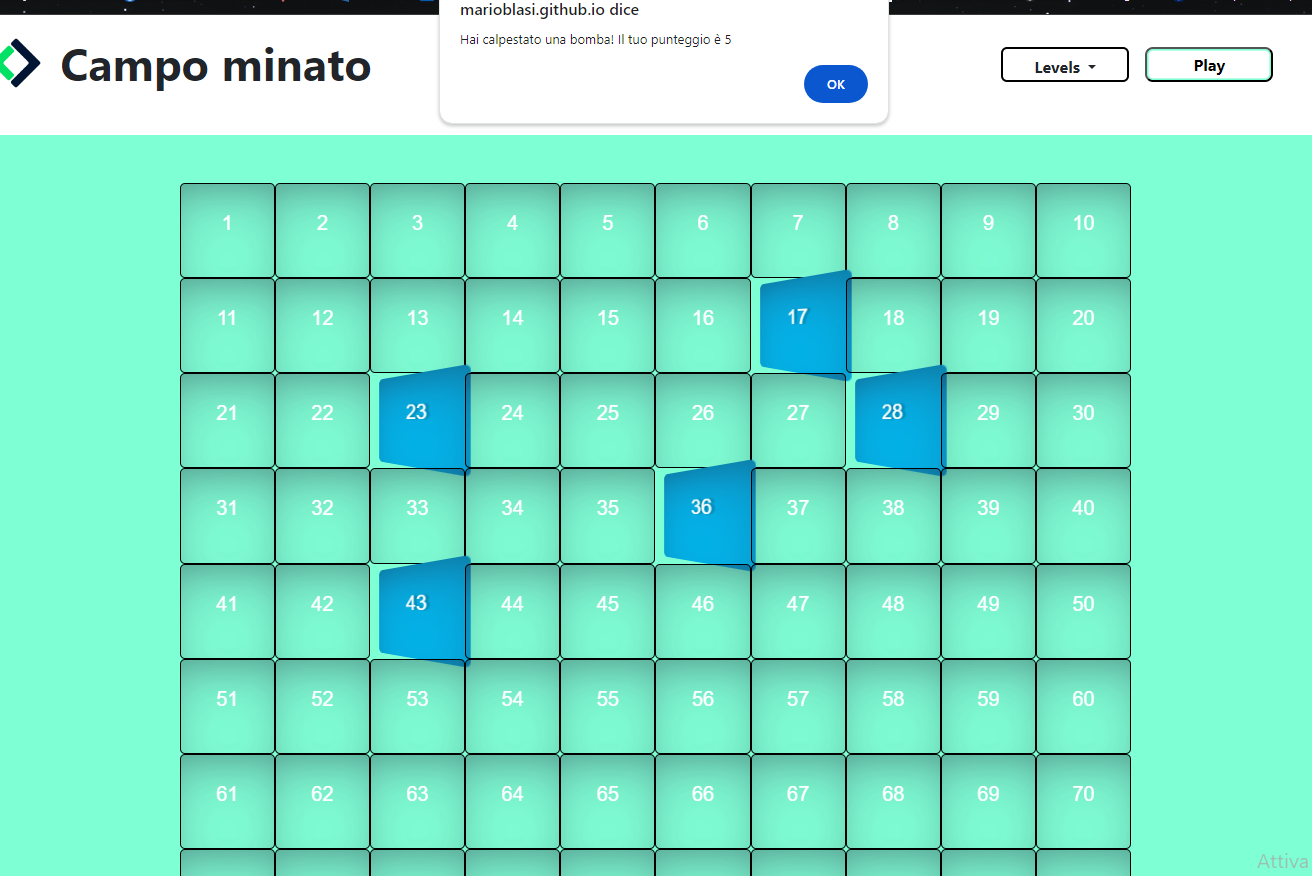 marioblasi.github.io dice
Hai calpestato una bomba! Il tuo punteggio è 5
OK
Campo minato
Levels
Play
1 2 3 4 5 6 7 8 9 10
11 12 13 14 15 16 17 18 19 20
21 22 23 24 25 26 27 28 29 30
31 32 33 34 35 36 37 38 39 40
41 42 43 44 45 46 47 48 49 50
51 52 53 54 55 56 57 58 59 60
61 62 63 64 65 66 67 68 69 70
Attiva